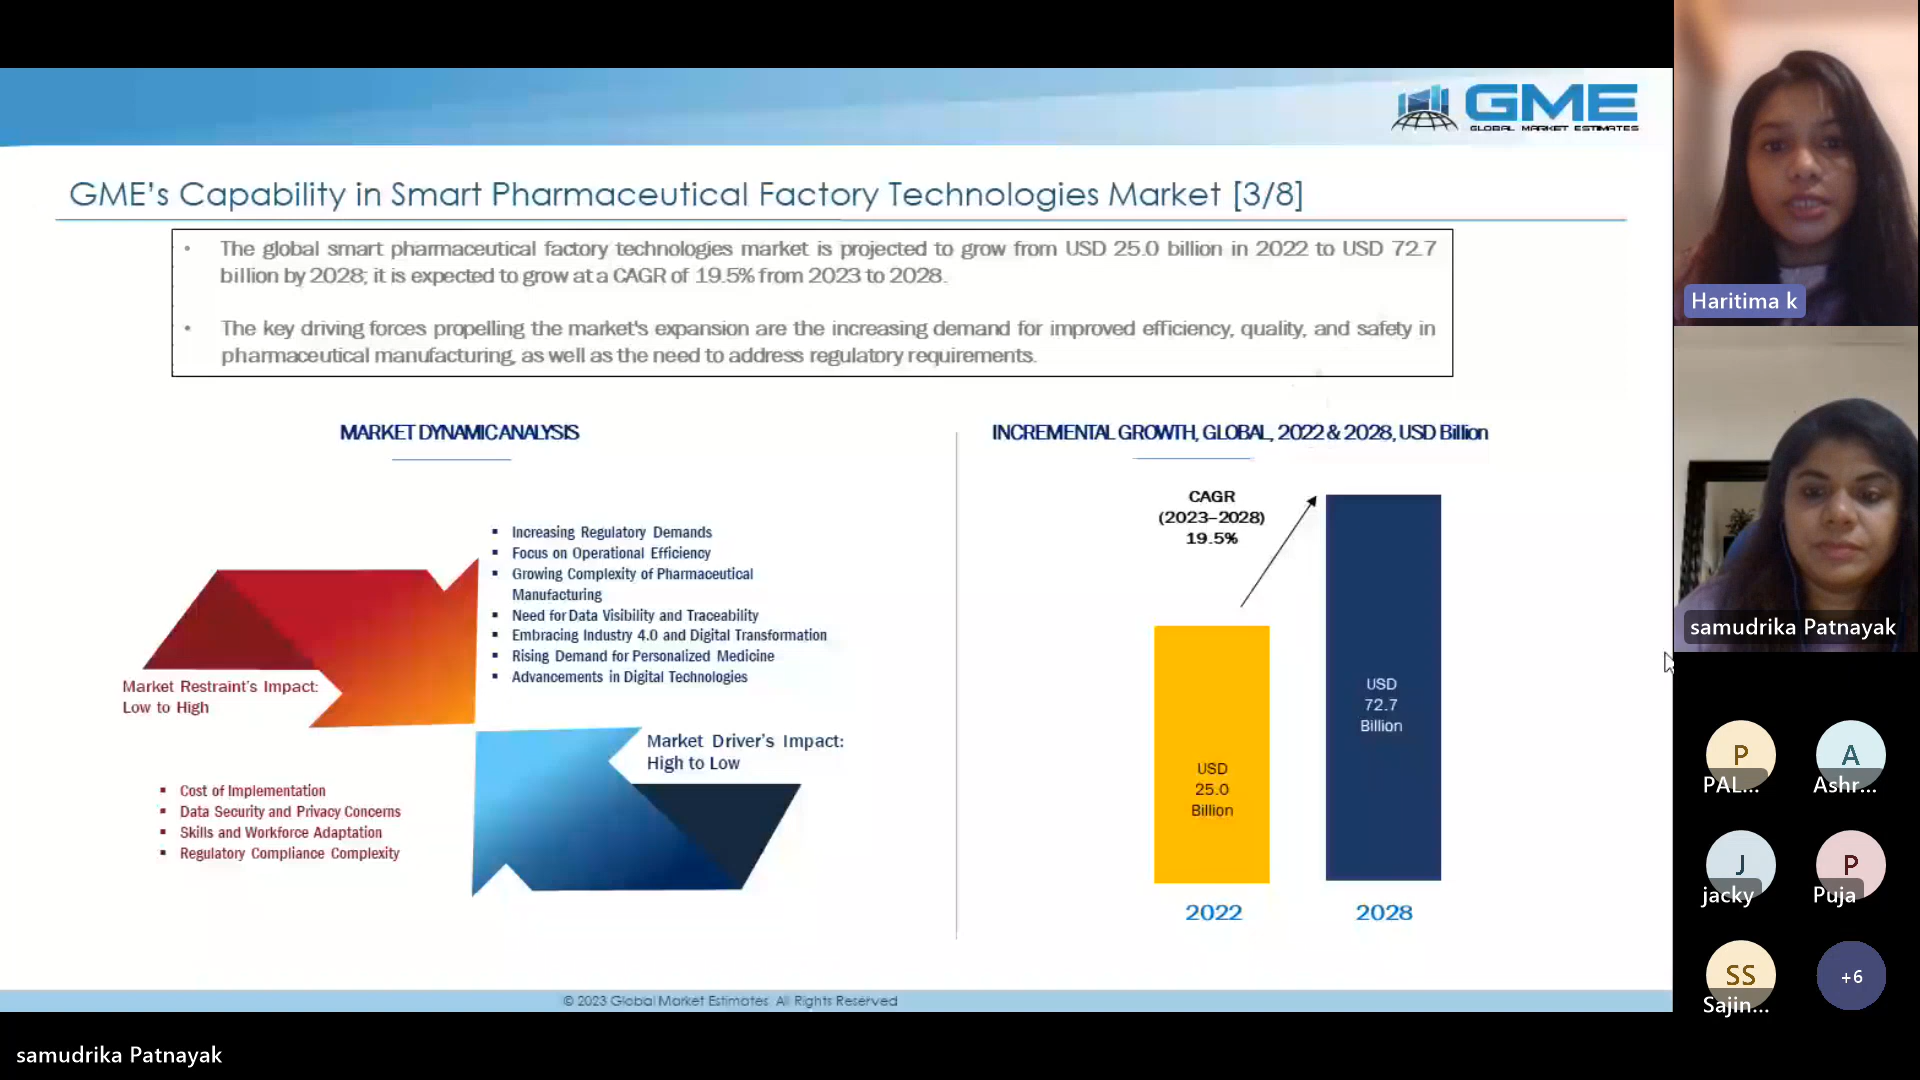 GME
GLOBAL MARKET ESTIMATES
GME's Capability in Smart Pharmaceutical Factory Technologies Market [3/8]
• The global smart pharmaceutical factory technologies market is projected to grow from USD 25.0 billion in 2022 to USD 72.7
billion by 2028; it is expected to grow at a CAGR of 19.5% from 2023 to 2028.
• The key driving forces propelling the market's expansion are the increasing demand for improved efficiency, quality, and safety in
pharmaceutical manufacturing, as well as the need to address regulatory requirements.
MARKET DYNAMIC ANALYSIS
▪ Increasing Regulatory Demands
▪ Focus on Operational Efficiency
▪ Growing Complexity of Pharmaceutical
Manufacturing
▪ Need for Data Visibility and Traceability
▪ Embracing Industry 4.0 and Digital Transformation
▪ Rising Demand for Personalized Medicine
▪ Advancements in Digital Technologies
Market Restraint's Impact:
Low to High
Market Driver's Impact:
High to Low
▪ Cost of Implementation
▪ Data Security and Privacy Concerns
▪ Skills and Workforce Adaptation
▪ Regulatory Compliance Complexity
INCREMENTAL GROWTH, GLOBAL, 2022 & 2028, USD Billion
CAGR
(2023–2028)
19.5%
USD
25.0
Billion
USD
72.7
Billion
2022
2028
© 2023 Global Market Estimates. All Rights Reserved
samudrika Patnayak
Haritima k
samudrika Patnayak
P
PAL...
A
Ashr...
J
jacky
P
Puja
SS
Sajin...
+6